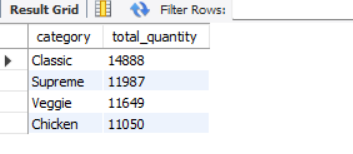 Result Grid Filter Rows:
category total_quantity
Classic 14888
Supreme 11987
Veggie 11649
Chicken 11050